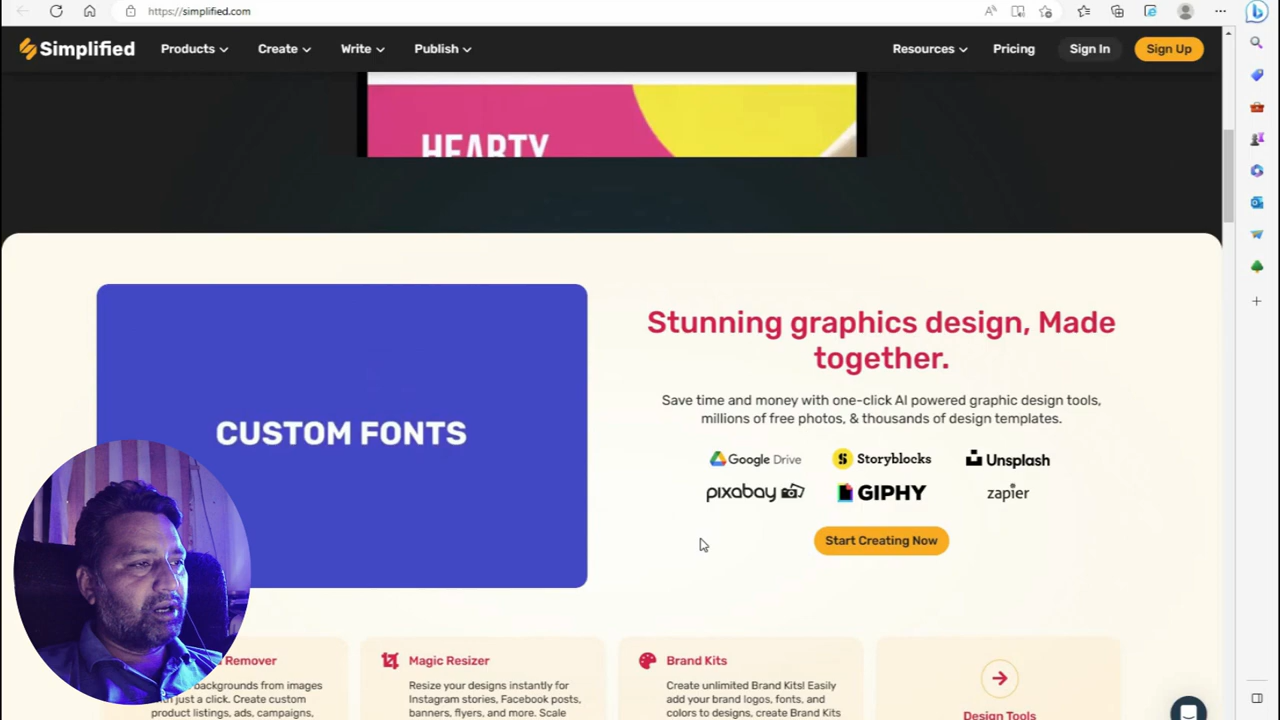 https://simplified.com
Simplified
Products
Create
Write
Publish
Resources
Pricing
Sign In
Sign Up
HEARTY
CUSTOM FONTS
Stunning graphics design, Made
together.
Save time and money with one-click AI powered graphic design tools,
millions of free photos, & thousands of design templates.
Google Drive
Storyblocks
Unsplash
pixabay
GIPHY
zapier
Start Creating Now
Remover
backgrounds from images
just a click. Create custom
product listings, ads, campaigns,
Magic Resizer
Resize your designs instantly for
Instagram stories, Facebook posts,
banners, flyers, and more. Scale
Brand Kits
Create unlimited Brand Kits! Easily
add your brand logos, fonts, and
colors to designs, create Brand Kits
Design Tools